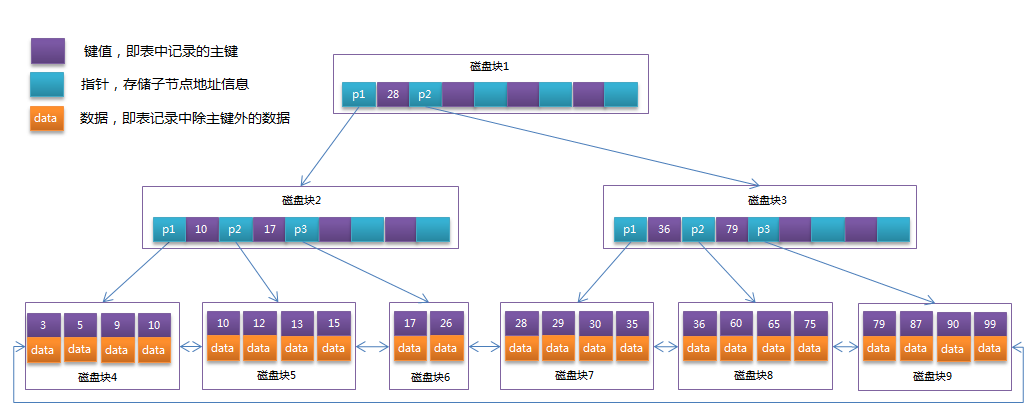 键值，即表中记录的主键
指针，存储子节点地址信息
data 数据，即表记录中除主键外的数据
磁盘块1
p1 28 p2
磁盘块2
p1 10 p2 17 p3
磁盘块3
p1 36 p2 79 p3
3 5 9 10
data data data data
磁盘块4
10 12 13 15
data data data data
磁盘块5
17 26
data data
磁盘块6
28 29 30 35
data data data data
磁盘块7
36 60 65 75
data data data data
磁盘块8
79 87 90 99
data data data data
磁盘块9